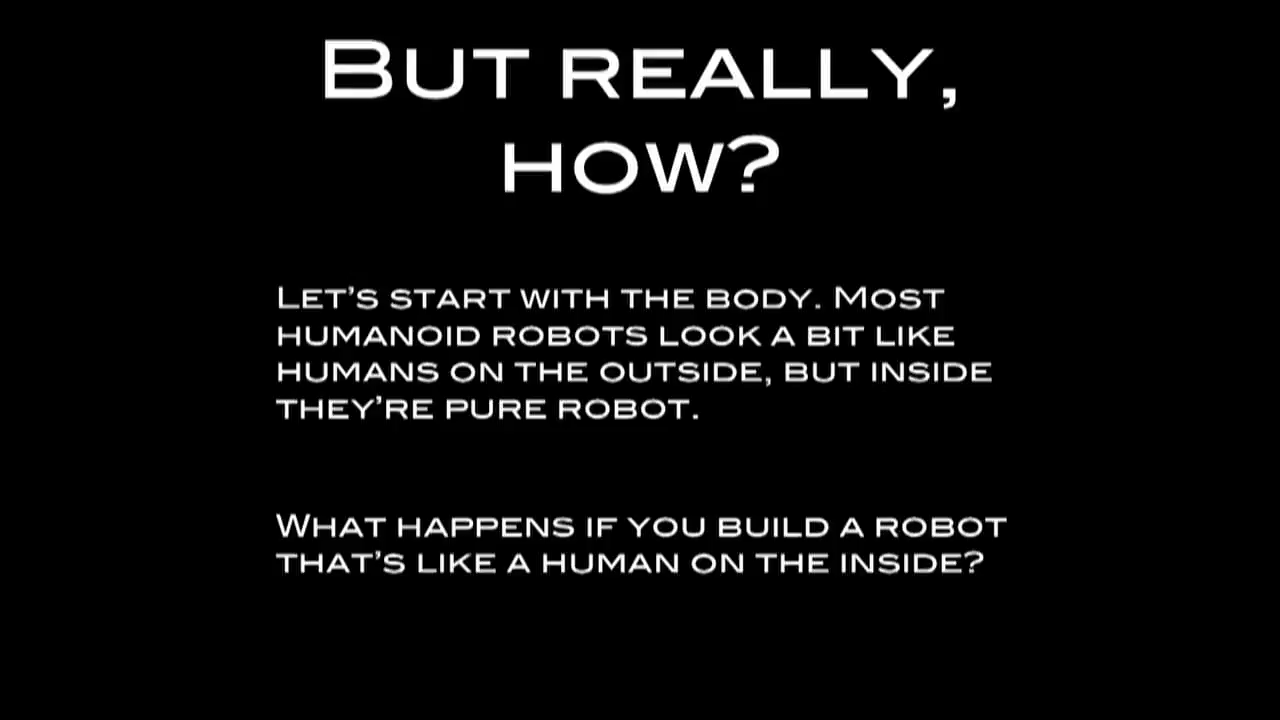 But really,
how?
Let's start with the body. Most
humanoid robots look a bit like
humans on the outside, but inside
they're pure robot.
What happens if you build a robot
that's like a human on the inside?